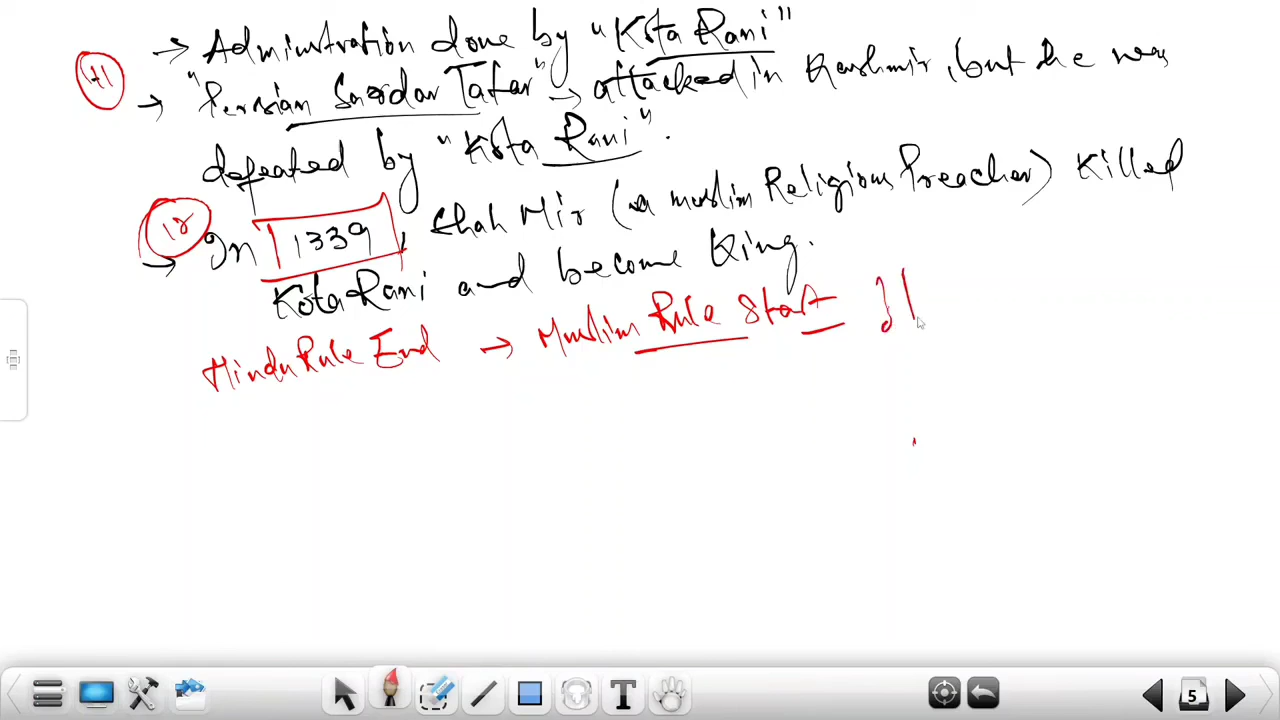 → Adminstration done by "Kota Rani"
11 → "Persian Sardar Tatar" → attacked in Kashmir, but he was
defeated by "Kota Rani".
12 → In 1339, Shah Mir (a muslim Religious Preacher) Killed
Kota Rani and become King.
Hindu Rule End → Muslim Rule Start }
T
5